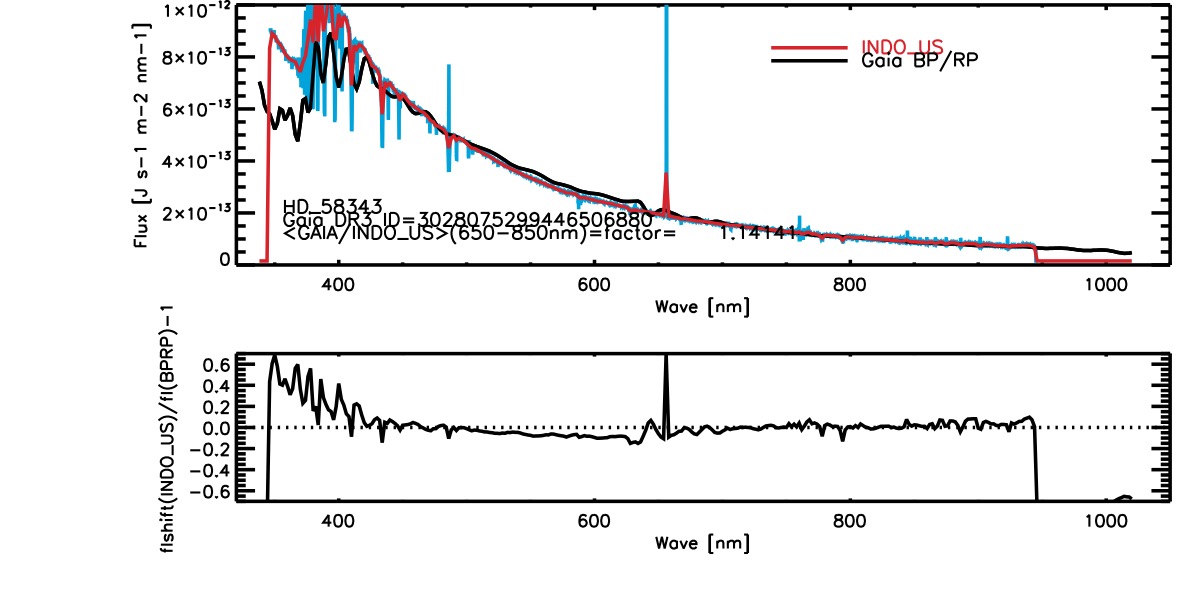 Flux [J s-1 m-2 nm-1]
1×10-12
8×10-13
6×10-13
4×10-13
2×10-13
0
INDO_US
Gaia BP/RP
HD_58343
Gaia DR3 ID=3028075299446506880
<GAIA/INDO_US>(650-850nm)=factor= 1.14141
400 600 800 1000
Wave [nm]
flshift(INDO_US)/fl(BPRP)-1
0.6
0.4
0.2
0.0
-0.2
-0.4
-0.6
400 600 800 1000
Wave [nm]